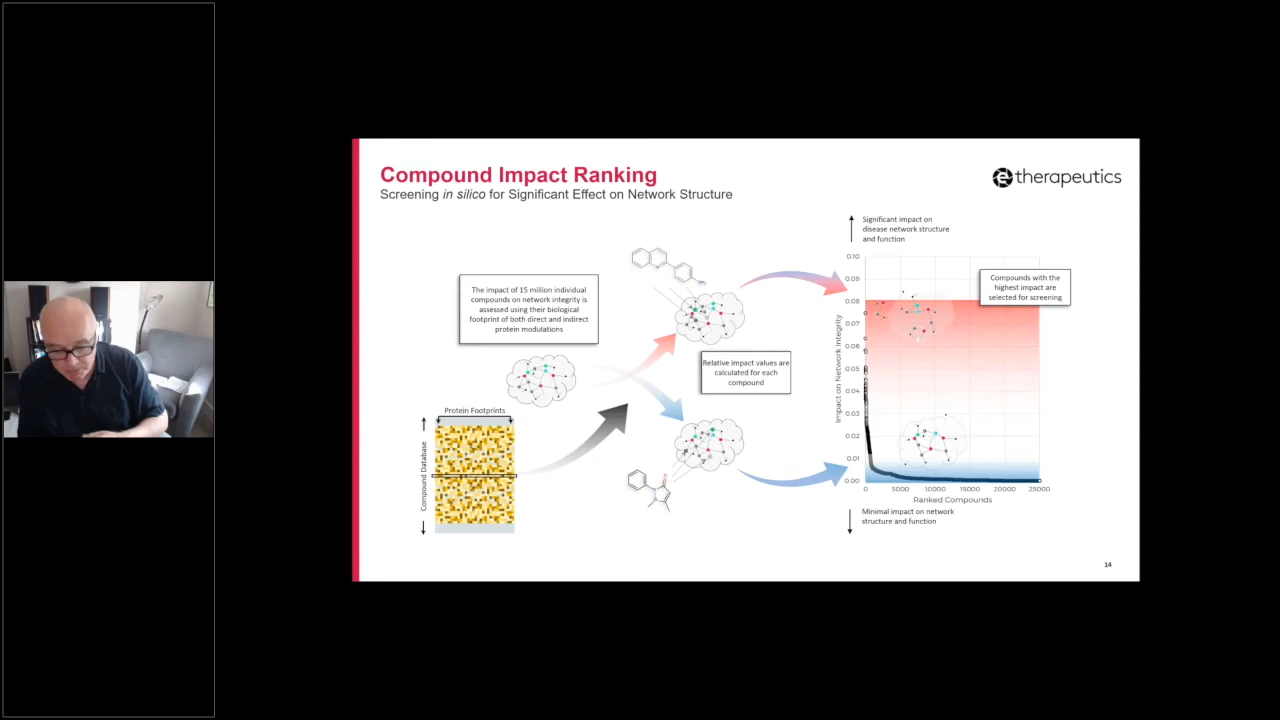 Compound Impact Ranking
Screening in silico for Significant Effect on Network Structure
e therapeutics
The impact of 15 million individual
compounds on network integrity is
assessed using their biological
footprint of both direct and indirect
protein modulations
Protein Footprints
Compound Database
Relative impact values are
calculated for each
compound
Significant impact on
disease network structure
and function
Compounds with the
highest impact are
selected for screening
Impact on Network Integrity
0.10
0.09
0.08
0.07
0.06
0.05
0.04
0.03
0.02
0.01
0.00
0 5000 10000 15000 20000 25000
Ranked Compounds
Minimal impact on network
structure and function
14